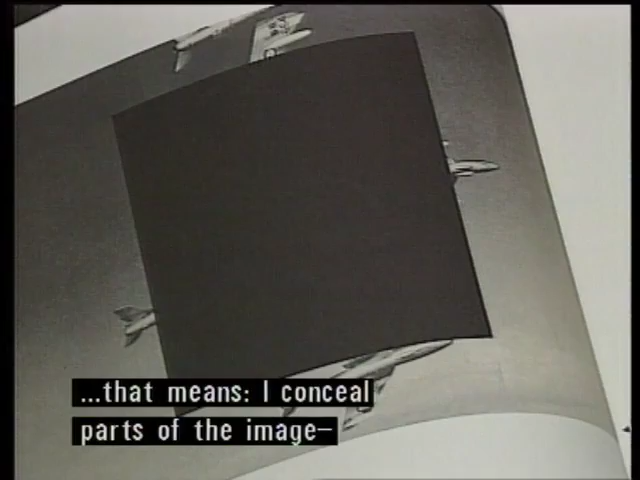 ...that means: I conceal
parts of the image–